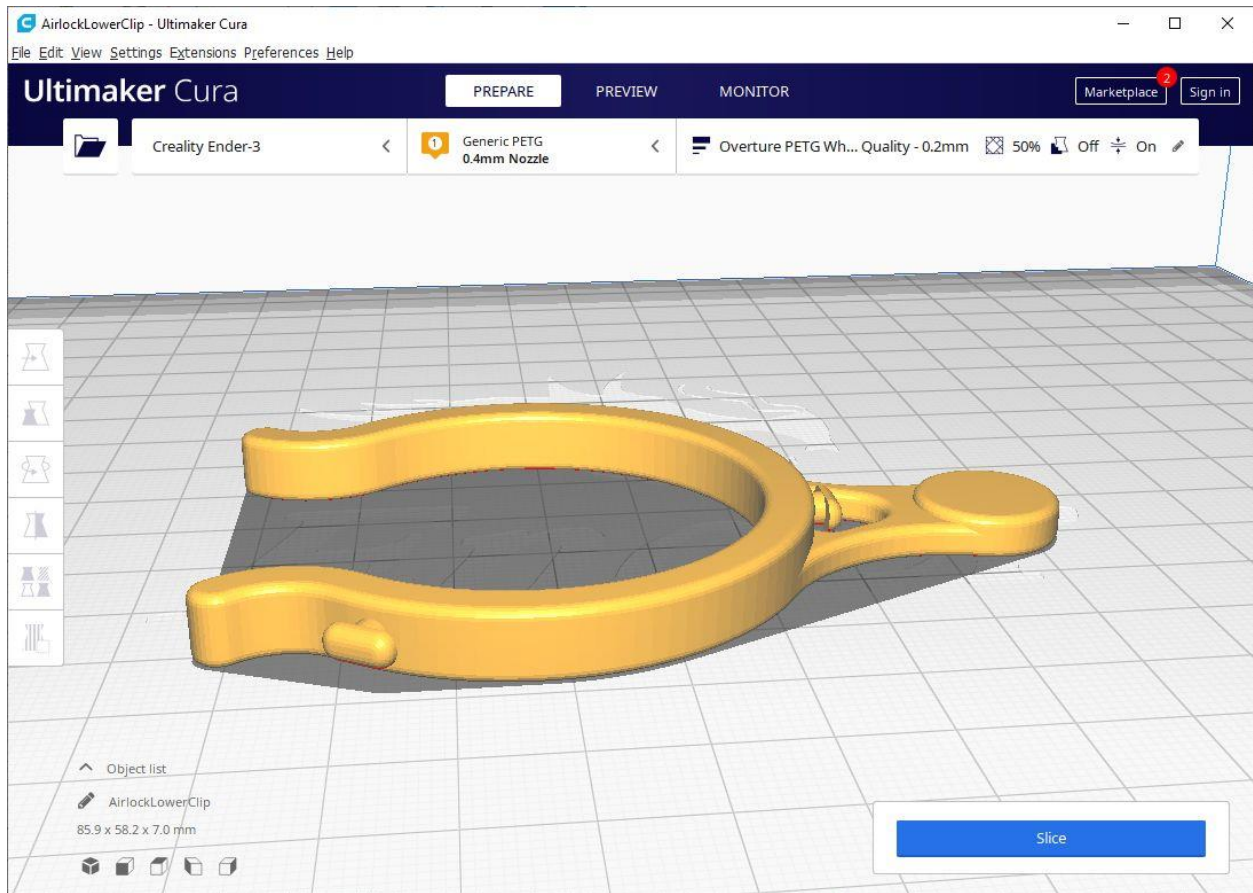 AirlockLowerClip - Ultimaker Cura
File Edit View Settings Extensions Preferences Help
Ultimaker Cura
PREPARE
PREVIEW
MONITOR
Marketplace
2
Sign in
Creality Ender-3
1
Generic PETG
0.4mm Nozzle
Overture PETG Wh... Quality - 0.2mm
50%
Off
On
Object list
AirlockLowerClip
85.9 x 58.2 x 7.0 mm
Slice